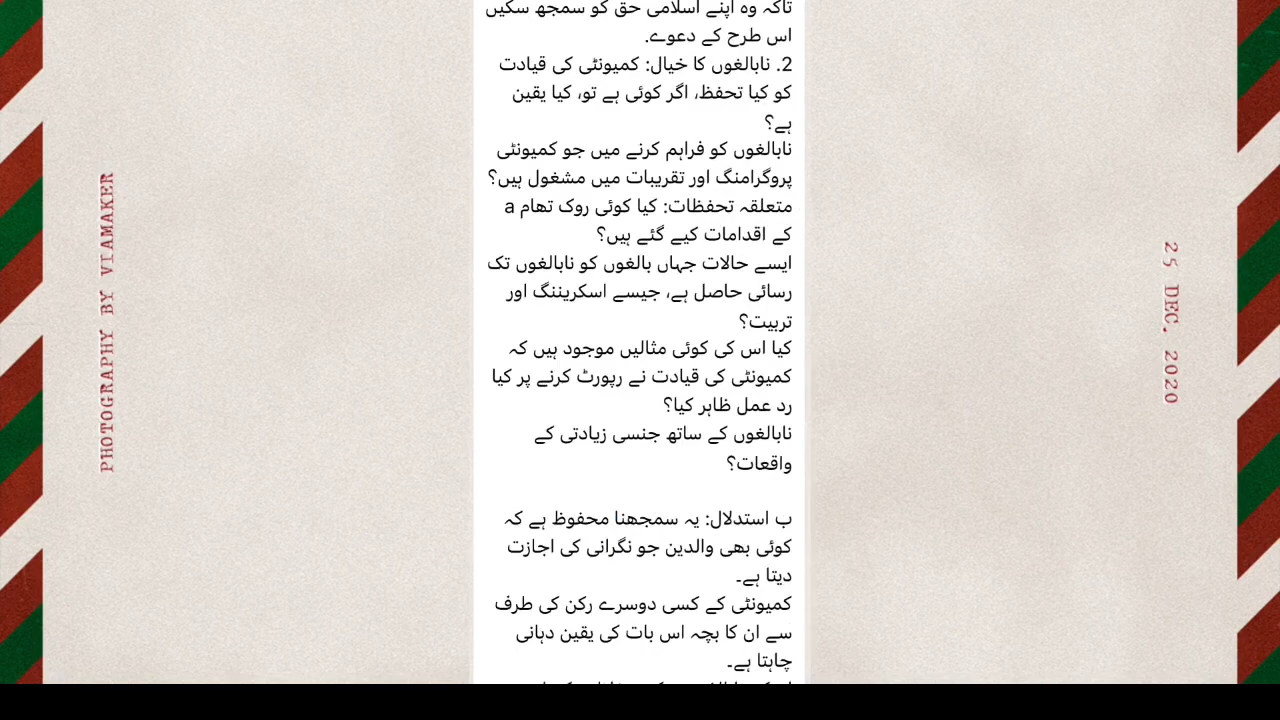 تاکہ وہ اپنے اسلامی حق کو سمجھ سکیں
اس طرح کے دعوے.
2. نابالغوں کا خیال: کمیونٹی کی قیادت
کو کیا تحفظ، اگر کوئی ہے تو، کیا یقین
ہے؟
نابالغوں کو فراہم کرنے میں جو کمیونٹی
پروگرامنگ اور تقریبات میں مشغول ہیں؟
متعلقہ تحفظات: کیا کوئی روک تھام a
کے اقدامات کیے گئے ہیں؟
ایسے حالات جہاں بالغوں کو نابالغوں تک
رسائی حاصل ہے، جیسے اسکریننگ اور
تربیت؟
کیا اس کی کوئی مثالیں موجود ہیں کہ
کمیونٹی کی قیادت نے رپورٹ کرنے پر کیا
رد عمل ظاہر کیا؟
نابالغوں کے ساتھ جنسی زیادتی کے
واقعات؟
ب استدلال: یہ سمجھنا محفوظ ہے کہ
کوئی بھی والدین جو نگرانی کی اجازت
دیتا ہے۔
کمیونٹی کے کسی دوسرے رکن کی طرف
سے ان کا بچہ اس بات کی یقین دہانی
چاہتا ہے۔
PHOTOGRAPHY BY VIAMAKER
25 DEC. 2020